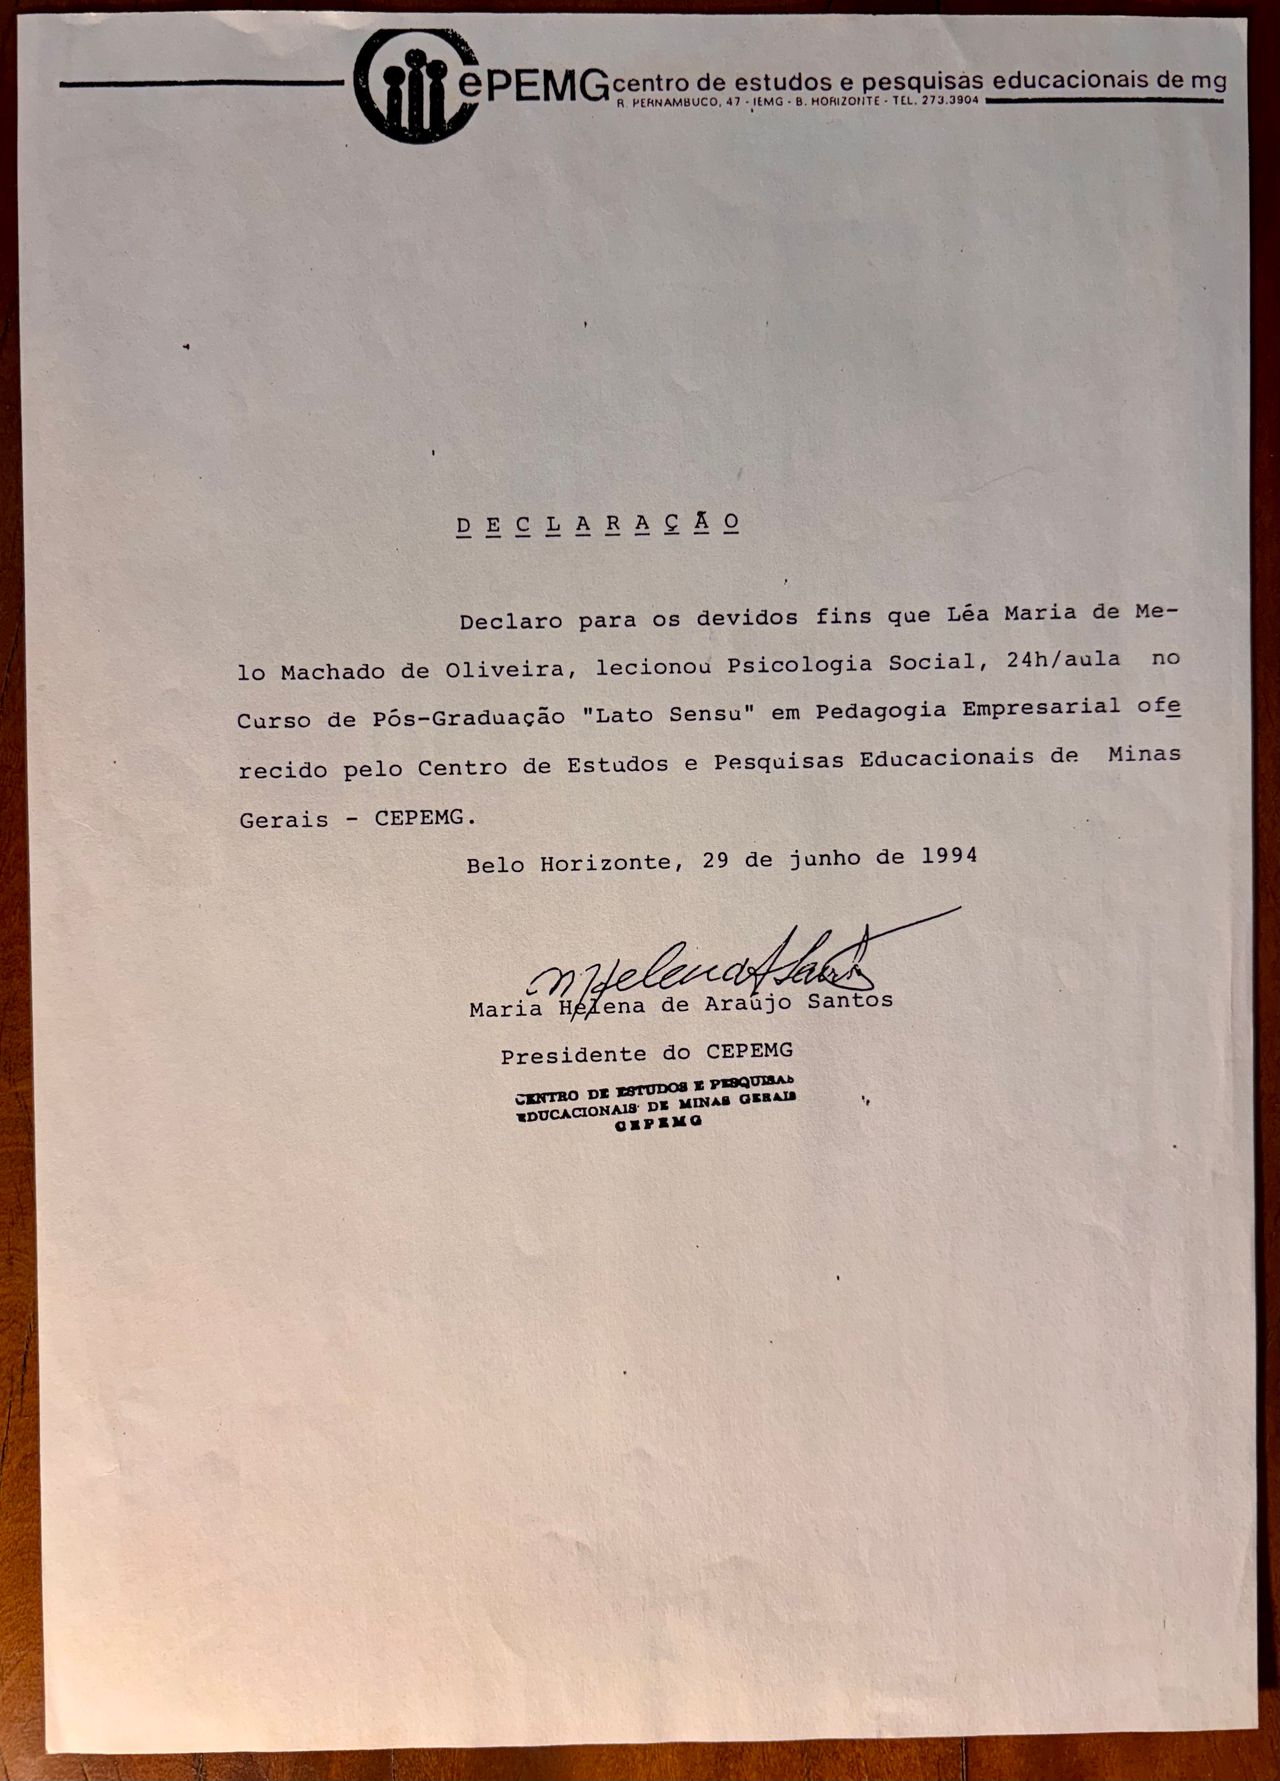 CePEMG centro de estudos e pesquisas educacionais de mg
R. PERNAMBUCO, 47 - IEMG - B. HORIZONTE - TEL. 273.3904
DECLARAÇÃO
Declaro para os devidos fins que Léa Maria de Me-
lo Machado de Oliveira, lecionou Psicologia Social, 24h/aula no
Curso de Pós-Graduação "Lato Sensu" em Pedagogia Empresarial ofe
recido pelo Centro de Estudos e Pesquisas Educacionais de Minas
Gerais - CEPEMG.
Belo Horizonte, 29 de junho de 1994
M Helena A Santos
Maria Helena de Araújo Santos
Presidente do CEPEMG
CENTRO DE ESTUDOS E PESQUISAS
EDUCACIONAIS DE MINAS GERAIS
CEPEMG